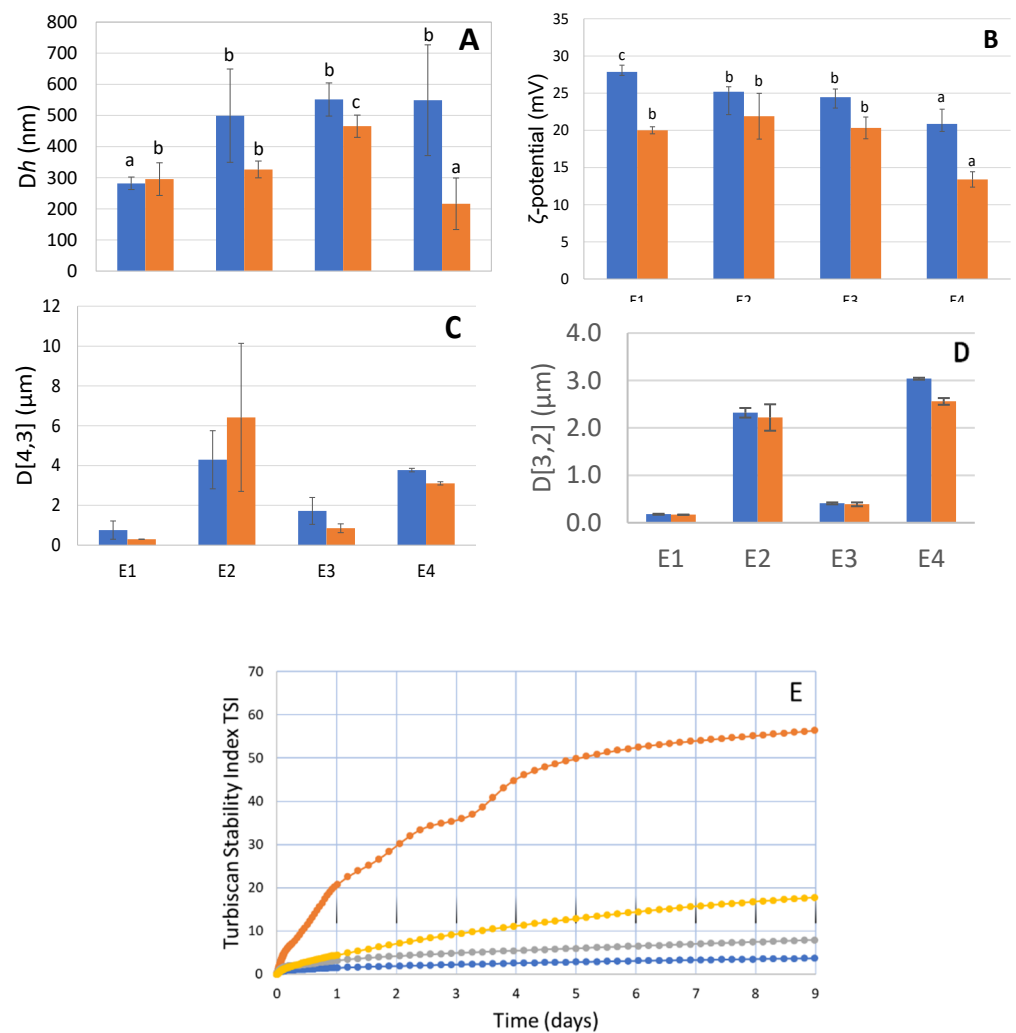 A
Dh (nm)
800
700
600
500
400
300
200
100
0
a
b
b
b
b
c
b
a
B
ζ-potential (mV)
35
30
25
20
15
10
5
0
c
b
b
b
b
b
a
a
E1
E2
E3
E4
C
D[4,3] (μm)
12
10
8
6
4
2
0
E1
E2
E3
E4
D
D[3,2] (μm)
4.0
3.0
2.0
1.0
0.0
E1
E2
E3
E4
E
Turbiscan Stability Index TSI
70
60
50
40
30
20
10
0
0 1 2 3 4 5 6 7 8 9
Time (days)